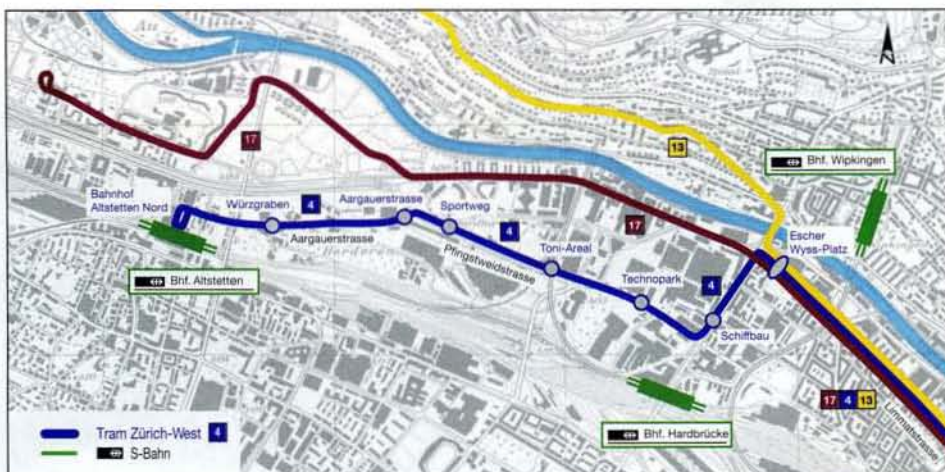 13
Bhf. Wipkingen
17
Bahnhof
Altstetten Nord
Würzgraben
4
Aargauerstrasse
Sportweg
4
17
Escher
Wyss-Platz
Aargauerstrasse
Pfingstweidstrasse
Toni-Areal
Bhf. Altstetten
Technopark
4
Schiffbau
17 4 13
Limmatstrasse
Tram Zürich-West 4
S-Bahn
Bhf. Hardbrücke